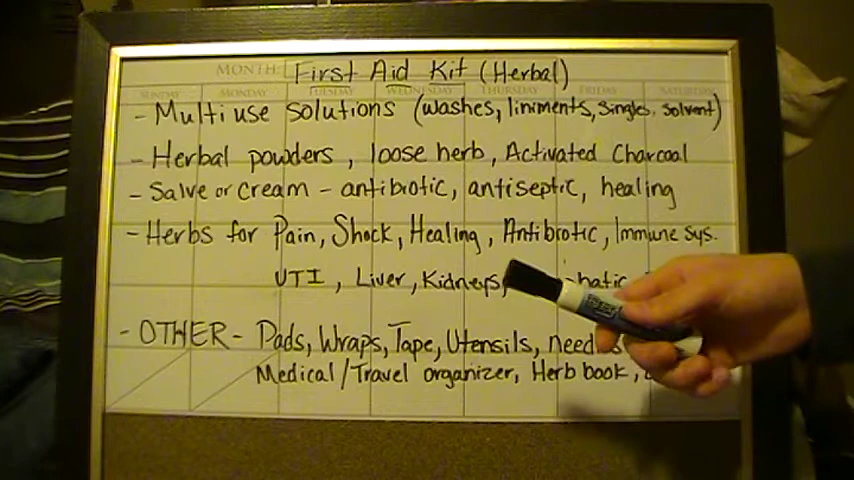 MONTH First Aid Kit (Herbal)
SUNDAY MONDAY TUESDAY WEDNESDAY THURSDAY FRIDAY SATURDAY
- Multi use solutions (washes, liniments, singles, solvent)
- Herbal powders, loose herb, Activated Charcoal
- Salve or Cream - antibiotic, antiseptic, healing
- Herbs for Pain, Shock, Healing, Antibiotic, Immune sys.
UTI, Liver, Kidneys,
- OTHER - Pads, Wraps, Tape, Utensils,
Medical/Travel organizer, Herb book,